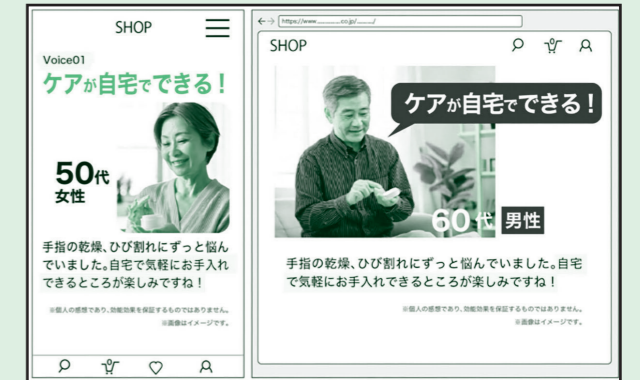 SHOP
Voice01
ケアが自宅でできる！
50代
女性
手指の乾燥、ひび割れにずっと悩ん
でいました。自宅で気軽にお手入れ
できるところが楽しみですね！
※個人の感想であり、効能効果を保証するものではありません。
※画像はイメージです。
0
https://www.______.co.jp/____/
SHOP
0
ケアが自宅でできる！
60代 男性
手指の乾燥、ひび割れにずっと悩んでいました。自宅
で気軽にお手入れできるところが楽しみですね！
※個人の感想であり、効能効果を保証するものではありません。
※画像はイメージです。